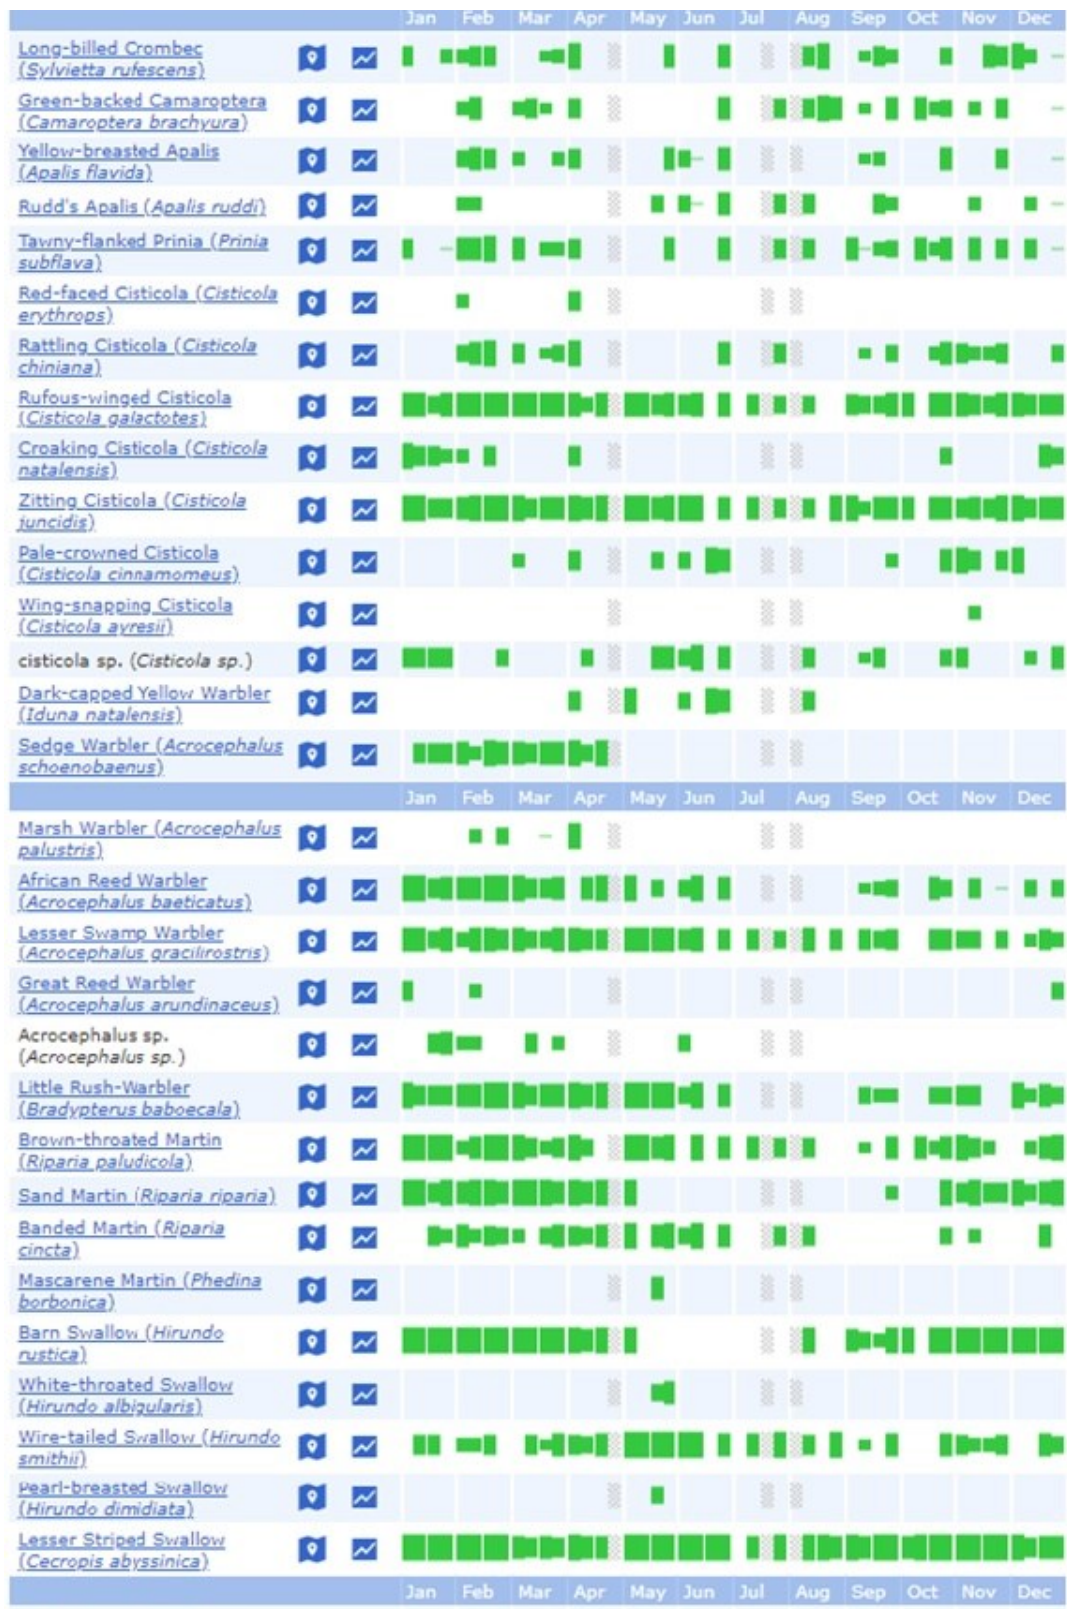 Jan Feb Mar Apr May Jun Jul Aug Sep Oct Nov Dec
Long-billed Crombec
(Sylvietta rufescens)
Green-backed Camaroptera
(Camaroptera brachyura)
Yellow-breasted Apalis
(Apalis flavida)
Rudd's Apalis (Apalis ruddi)
Tawny-flanked Prinia (Prinia
subflava)
Red-faced Cisticola (Cisticola
erythrops)
Rattling Cisticola (Cisticola
chiniana)
Rufous-winged Cisticola
(Cisticola galactotes)
Croaking Cisticola (Cisticola
natalensis)
Zitting Cisticola (Cisticola
juncidis)
Pale-crowned Cisticola
(Cisticola cinnamomeus)
Wing-snapping Cisticola
(Cisticola ayresii)
cisticola sp. (Cisticola sp.)
Dark-capped Yellow Warbler
(Iduna natalensis)
Sedge Warbler (Acrocephalus
schoenobaenus)
Jan Feb Mar Apr May Jun Jul Aug Sep Oct Nov Dec
Marsh Warbler (Acrocephalus
palustris)
African Reed Warbler
(Acrocephalus baeticatus)
Lesser Swamp Warbler
(Acrocephalus gracilirostris)
Great Reed Warbler
(Acrocephalus arundinaceus)
Acrocephalus sp.
(Acrocephalus sp.)
Little Rush-Warbler
(Bradypterus baboecala)
Brown-throated Martin
(Riparia paludicola)
Sand Martin (Riparia riparia)
Banded Martin (Riparia
cincta)
Mascarene Martin (Phedina
borbonica)
Barn Swallow (Hirundo
rustica)
White-throated Swallow
(Hirundo albigularis)
Wire-tailed Swallow (Hirundo
smithii)
Pearl-breasted Swallow
(Hirundo dimidiata)
Lesser Striped Swallow
(Cecropis abyssinica)
Jan Feb Mar Apr May Jun Jul Aug Sep Oct Nov Dec